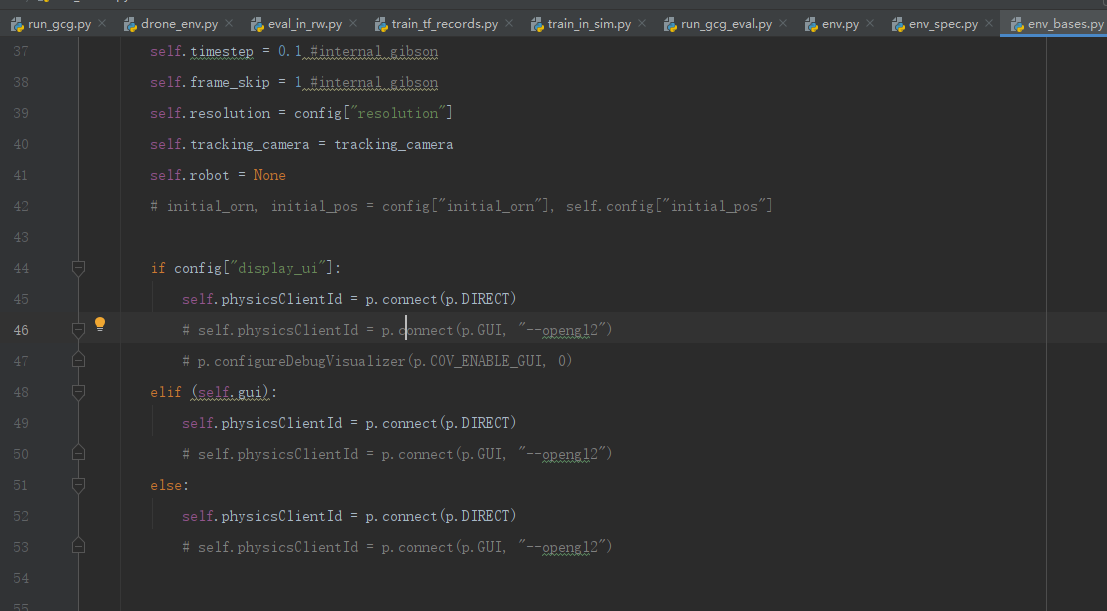 run_gcg.py drone_env.py eval_in_rw.py train_tf_records.py train_in_sim.py run_gcg_eval.py env.py env_spec.py env_bases.py
37 self.timestep = 0.1 #internal gibson
38 self.frame_skip = 1 #internal gibson
39 self.resolution = config["resolution"]
40 self.tracking_camera = tracking_camera
41 self.robot = None
42 # initial_orn, initial_pos = config["initial_orn"], self.config["initial_pos"]
43
44 if config["display_ui"]:
45 self.physicsClientId = p.connect(p.DIRECT)
46 # self.physicsClientId = p.connect(p.GUI, "--opengl2")
47 # p.configureDebugVisualizer(p.COV_ENABLE_GUI, 0)
48 elif (self.gui):
49 self.physicsClientId = p.connect(p.DIRECT)
50 # self.physicsClientId = p.connect(p.GUI, "--opengl2")
51 else:
52 self.physicsClientId = p.connect(p.DIRECT)
53 # self.physicsClientId = p.connect(p.GUI, "--opengl2")
54
55